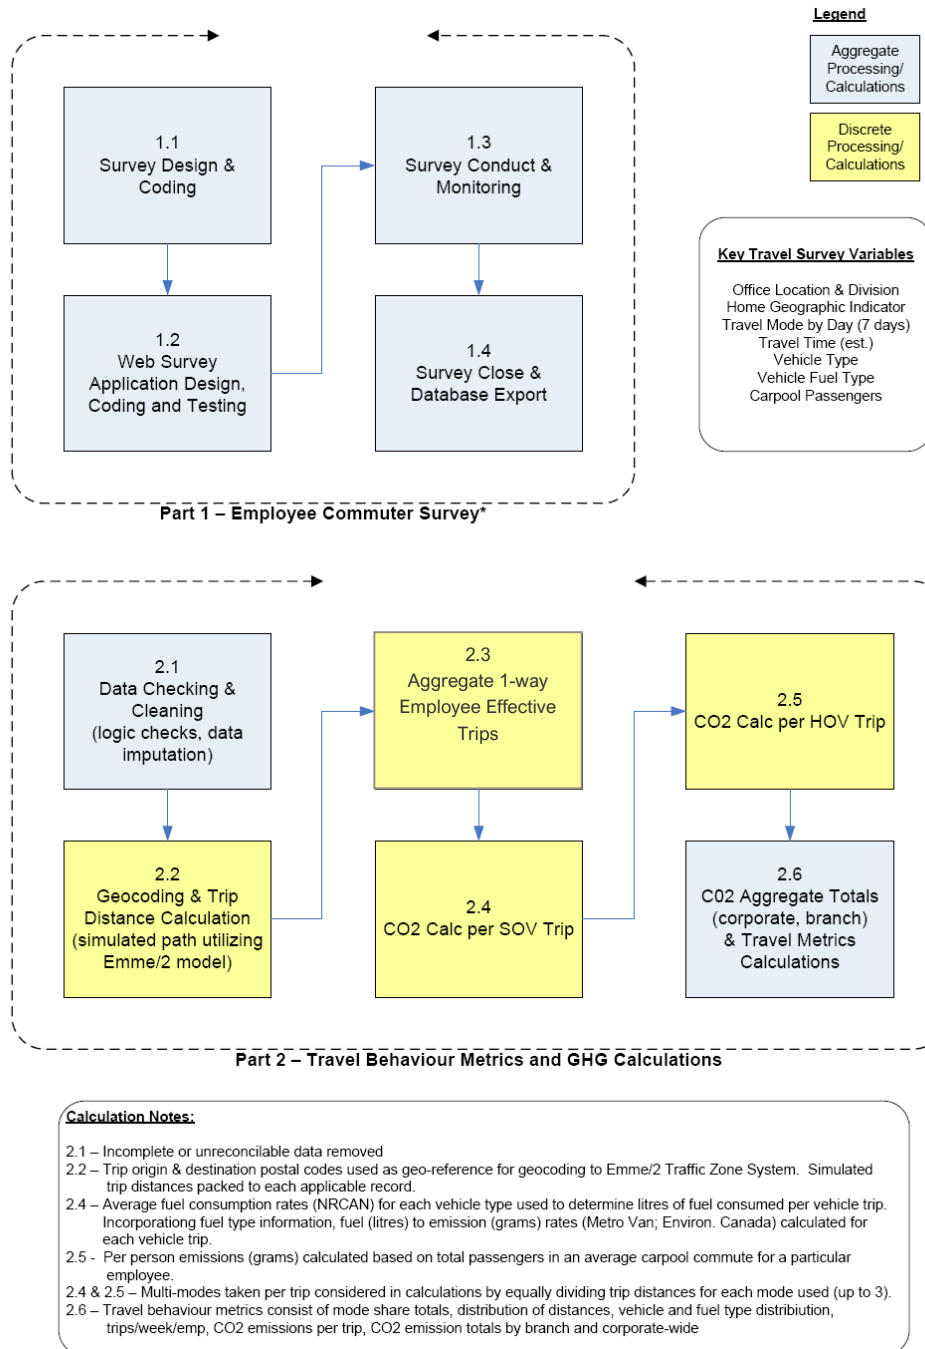 Legend
Aggregate
Processing/
Calculations
Discrete
Processing/
Calculations
1.1
Survey Design &
Coding
1.2
Web Survey
Application Design,
Coding and Testing
1.3
Survey Conduct &
Monitoring
1.4
Survey Close &
Database Export
Key Travel Survey Variables
Office Location & Division
Home Geographic Indicator
Travel Mode by Day (7 days)
Travel Time (est.)
Vehicle Type
Vehicle Fuel Type
Carpool Passengers
Part 1 – Employee Commuter Survey*
2.1
Data Checking &
Cleaning
(logic checks, data
imputation)
2.2
Geocoding & Trip
Distance Calculation
(simulated path utilizing
Emme/2 model)
2.3
Aggregate 1-way
Employee Effective
Trips
2.4
CO2 Calc per SOV Trip
2.5
CO2 Calc per HOV Trip
2.6
C02 Aggregate Totals
(corporate, branch)
& Travel Metrics
Calculations
Part 2 – Travel Behaviour Metrics and GHG Calculations
Calculation Notes:
2.1 – Incomplete or unreconcilable data removed
2.2 – Trip origin & destination postal codes used as geo-reference for geocoding to Emme/2 Traffic Zone System. Simulated
trip distances packed to each applicable record.
2.4 – Average fuel consumption rates (NRCAN) for each vehicle type used to determine litres of fuel consumed per vehicle trip.
Incorporationg fuel type information, fuel (litres) to emission (grams) rates (Metro Van; Environ. Canada) calculated for
each vehicle trip.
2.5 - Per person emissions (grams) calculated based on total passengers in an average carpool commute for a particular
employee.
2.4 & 2.5 – Multi-modes taken per trip considered in calculations by equally dividing trip distances for each mode used (up to 3).
2.6 – Travel behaviour metrics consist of mode share totals, distribution of distances, vehicle and fuel type distribiution,
trips/week/emp, CO2 emissions per trip, CO2 emission totals by branch and corporate-wide